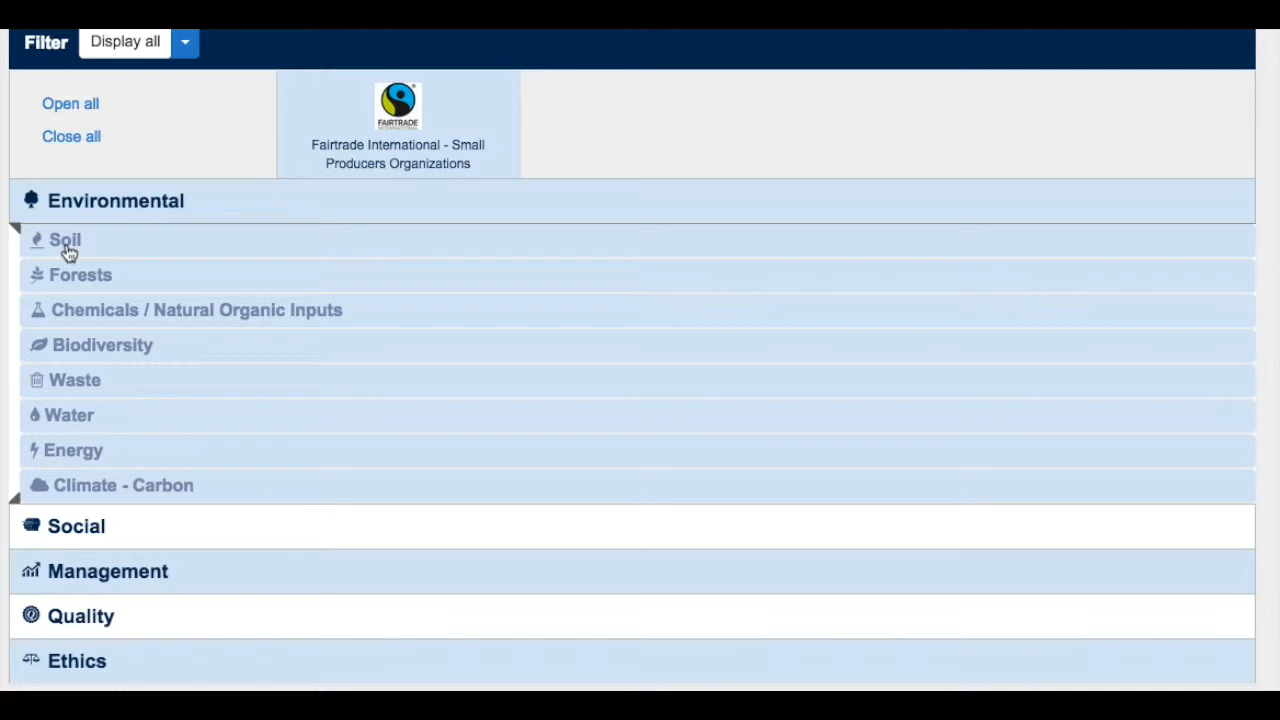 Filter
Display all
Open all
Close all
FAIRTRADE
INTERNATIONAL
Fairtrade International - Small
Producers Organizations
Environmental
Soil
Forests
Chemicals / Natural Organic Inputs
Biodiversity
Waste
Water
Energy
Climate - Carbon
Social
Management
Quality
Ethics